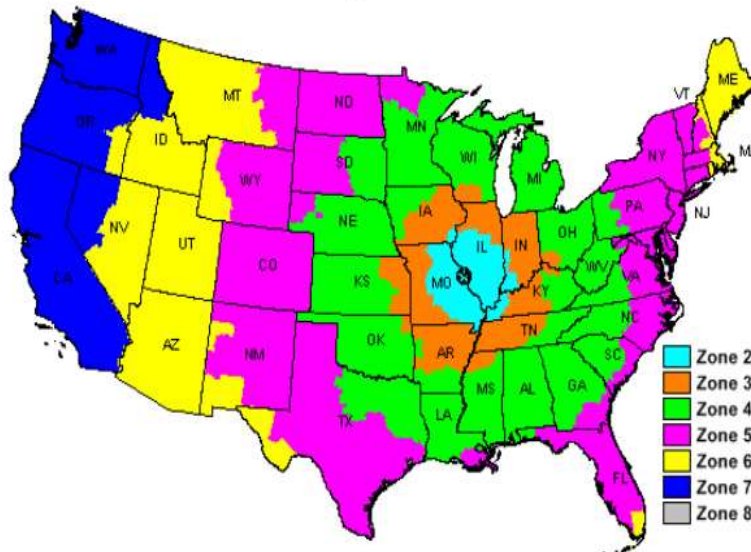 WA
MT
ND
MN
ME
VT
OR
ID
SD
WI
MI
NY
M
WY
IA
PA
NJ
NE
NV
UT
IL
IN
OH
WV
VA
CO
KS
MO
KY
CA
NC
TN
AZ
NM
OK
AR
SC
MS
AL
GA
TX
LA
FL
Zone 2
Zone 3
Zone 4
Zone 5
Zone 6
Zone 7
Zone 8